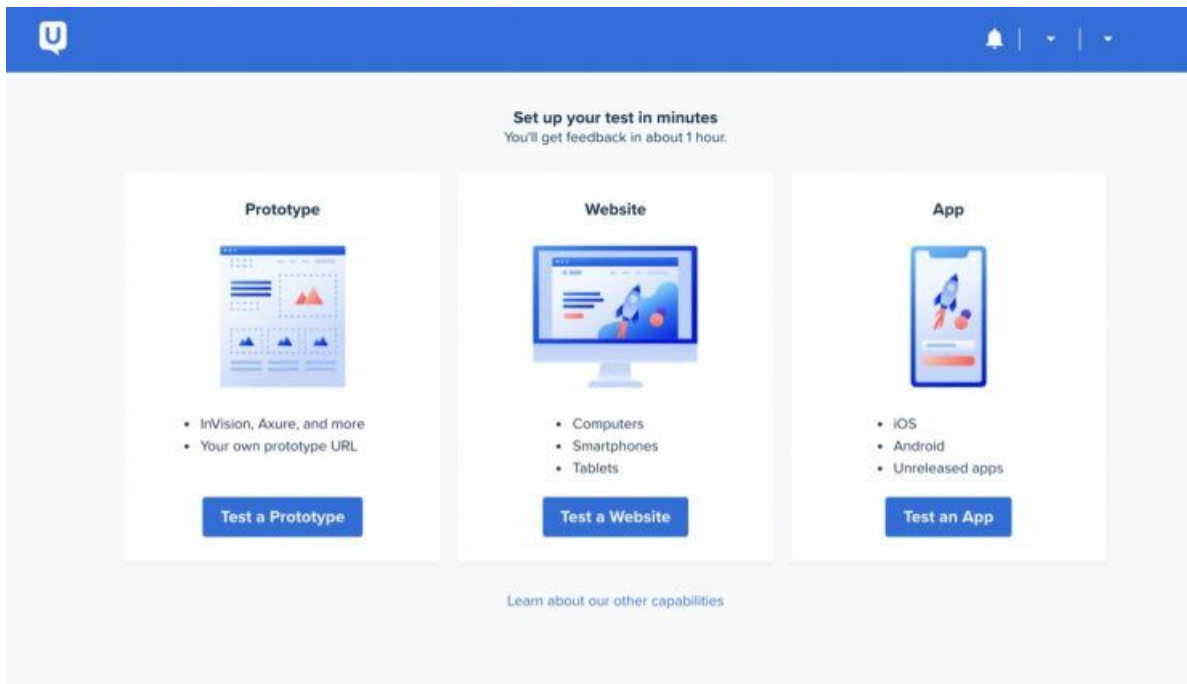 U
Set up your test in minutes
You'll get feedback in about 1 hour.
Prototype
InVision, Axure, and more
Your own prototype URL
Test a Prototype
Website
Computers
Smartphones
Tablets
Test a Website
App
iOS
Android
Unreleased apps
Test an App
Learn about our other capabilities